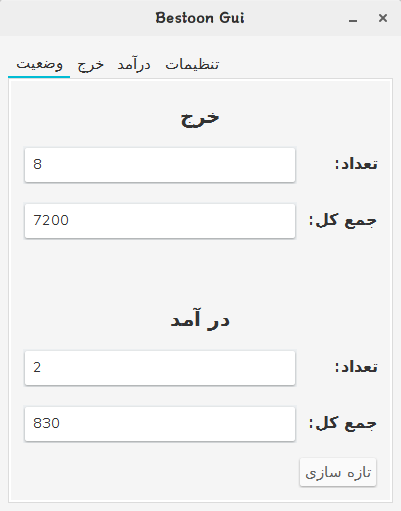 Bestoon Gui
وضعیت خرج درآمد تنظیمات
خرج
تعداد: 8
جمع کل: 7200
در آمد
تعداد: 2
جمع کل: 830
تازه سازی